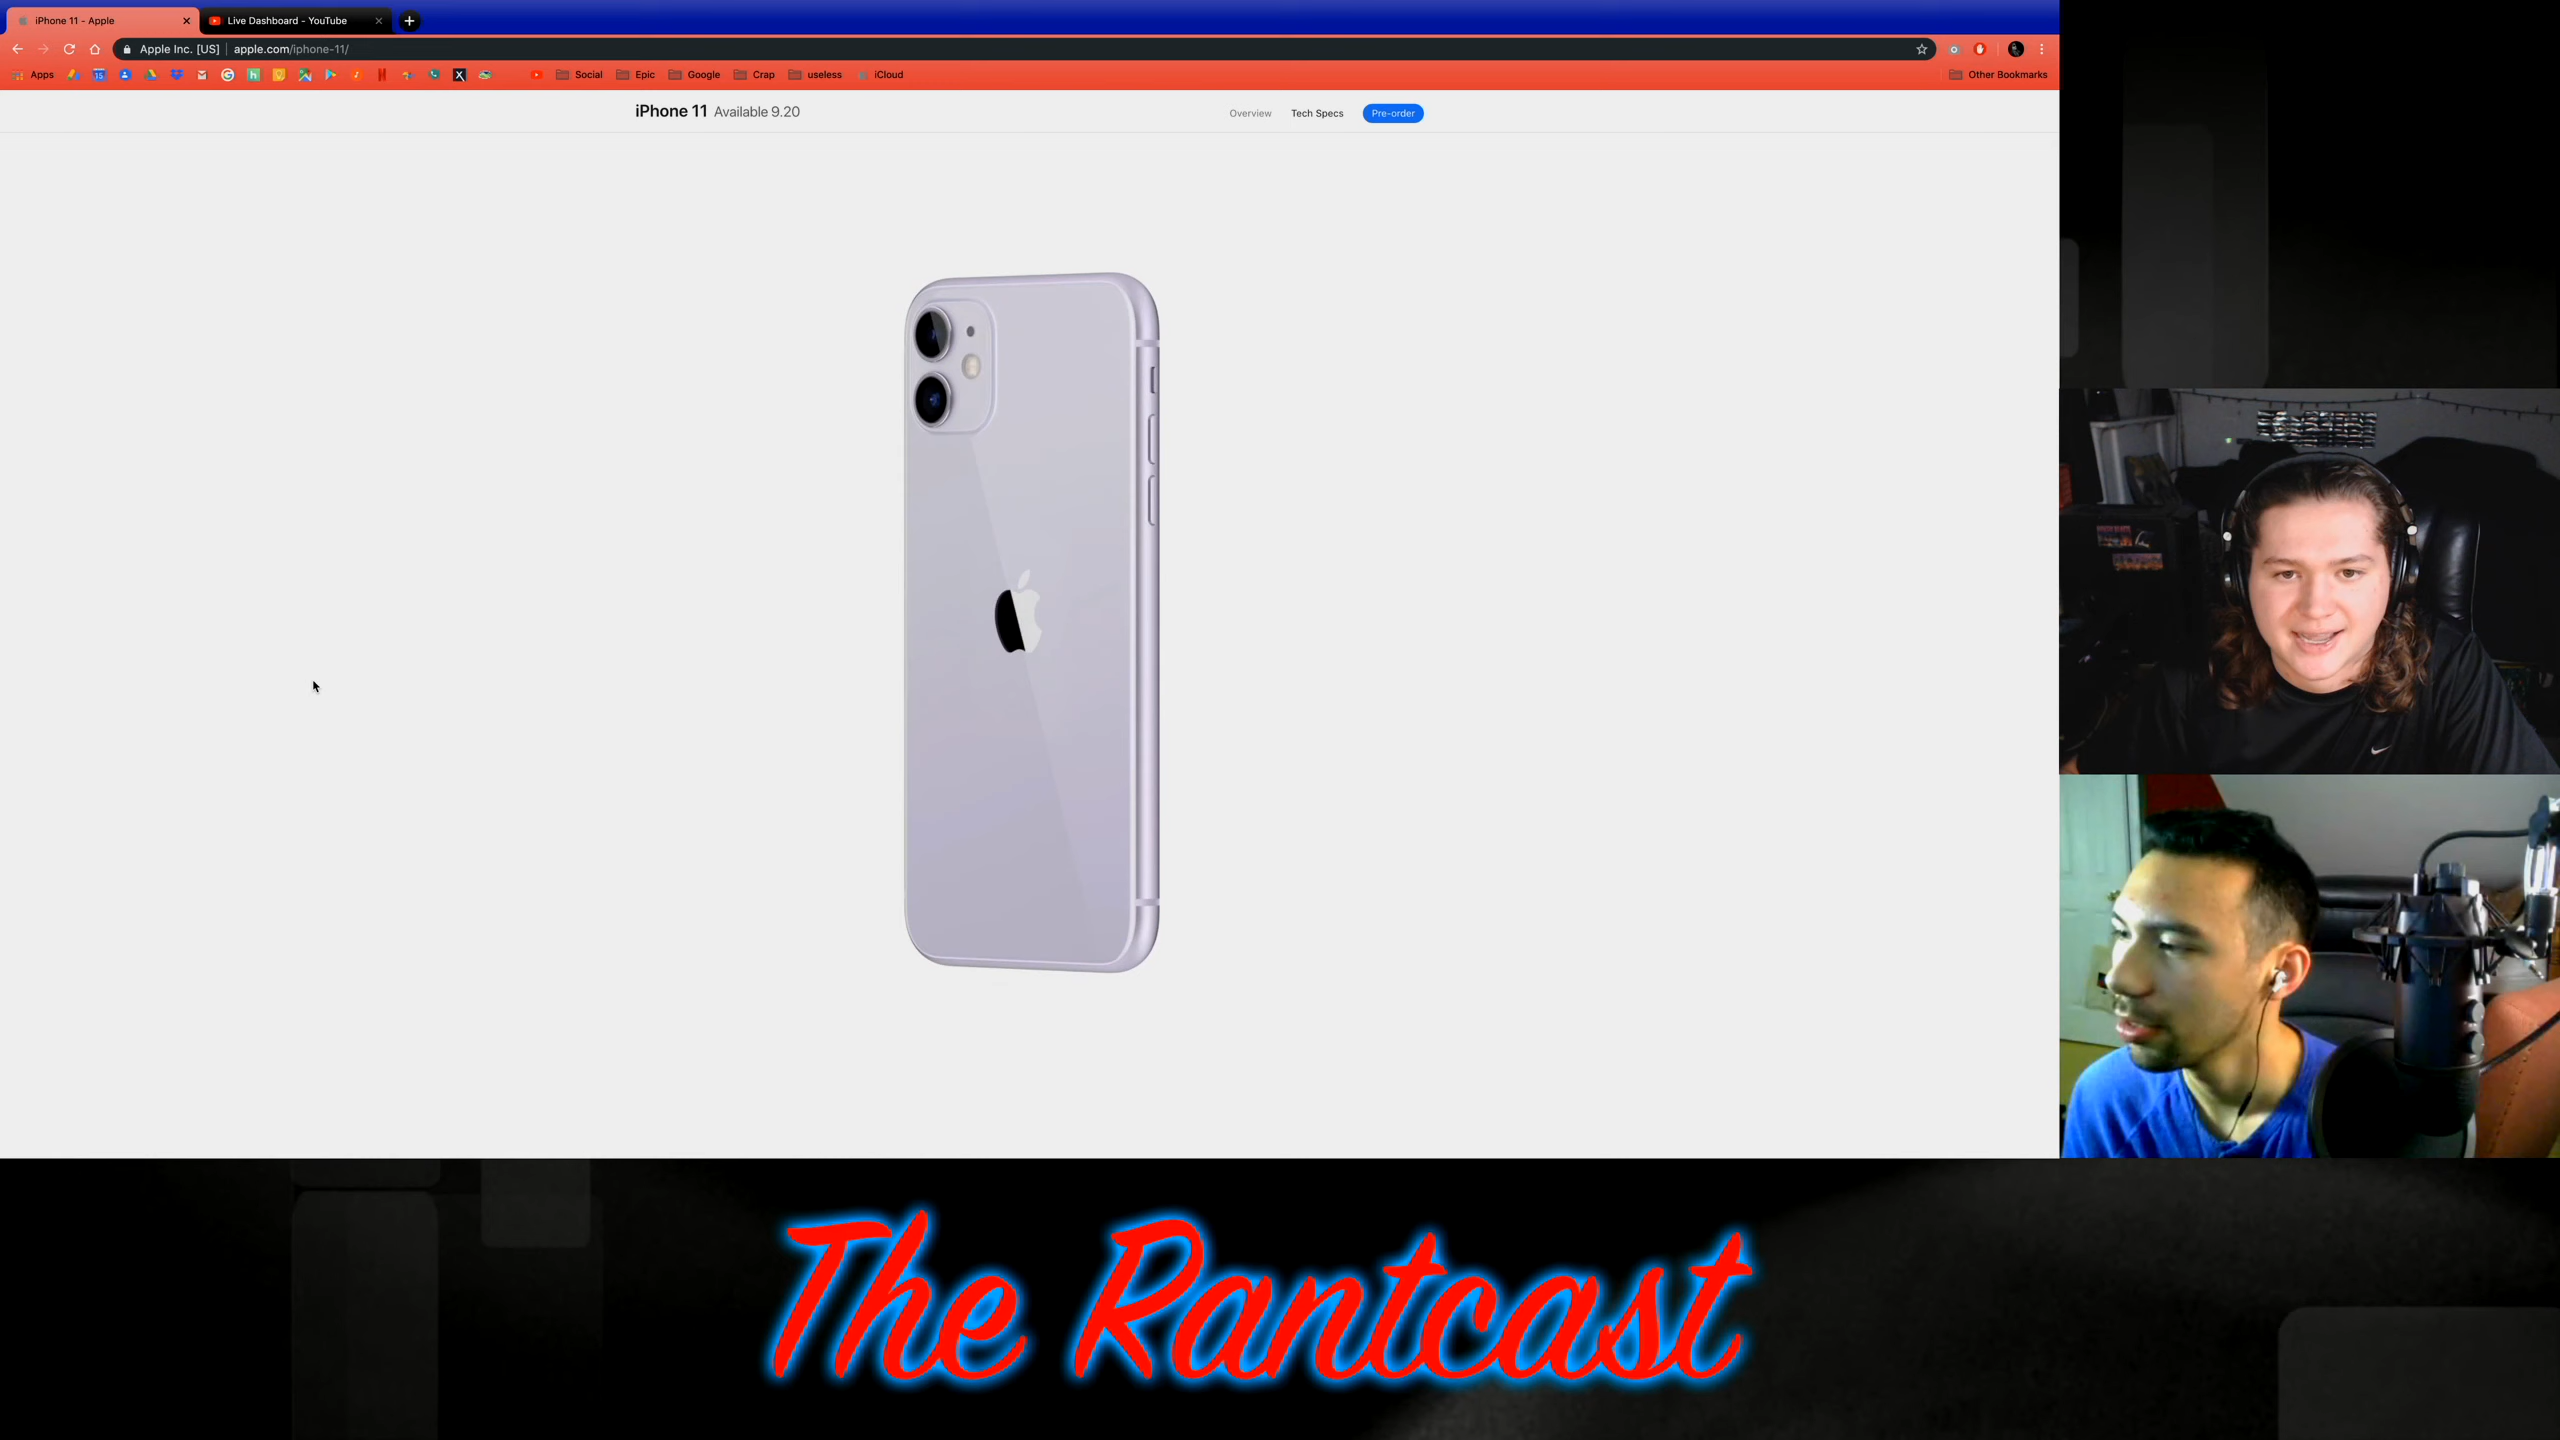 iPhone 11 - Apple
Live Dashboard - YouTube
Apple Inc. [US] | apple.com/iphone-11/
Apps Social Epic Google Crap useless iCloud Other Bookmarks
iPhone 11 Available 9.20 Overview Tech Specs Pre-order
The Rantcast